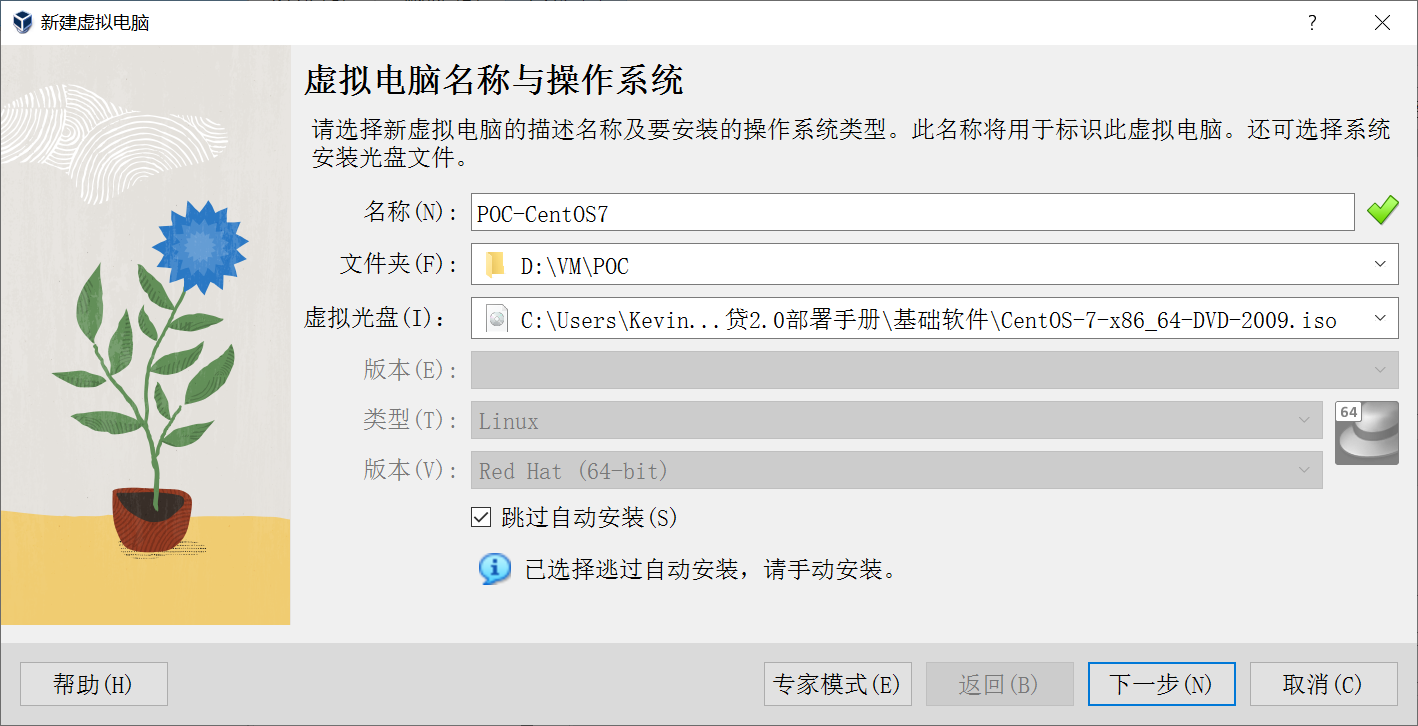 新建虚拟电脑
?
虚拟电脑名称与操作系统
请选择新虚拟电脑的描述名称及要安装的操作系统类型。此名称将用于标识此虚拟电脑。还可选择系统
安装光盘文件。
名称(N): POC-CentOS7
文件夹(F): D:\VM\POC
虚拟光盘(I): C:\Users\Kevin...贷2.0部署手册\基础软件\CentOS-7-x86_64-DVD-2009.iso
版本(E):
类型(T): Linux
64
版本(V): Red Hat (64-bit)
跳过自动安装(S)
已选择逃过自动安装，请手动安装。
帮助(H) 专家模式(E) 返回(B) 下一步(N) 取消(C)